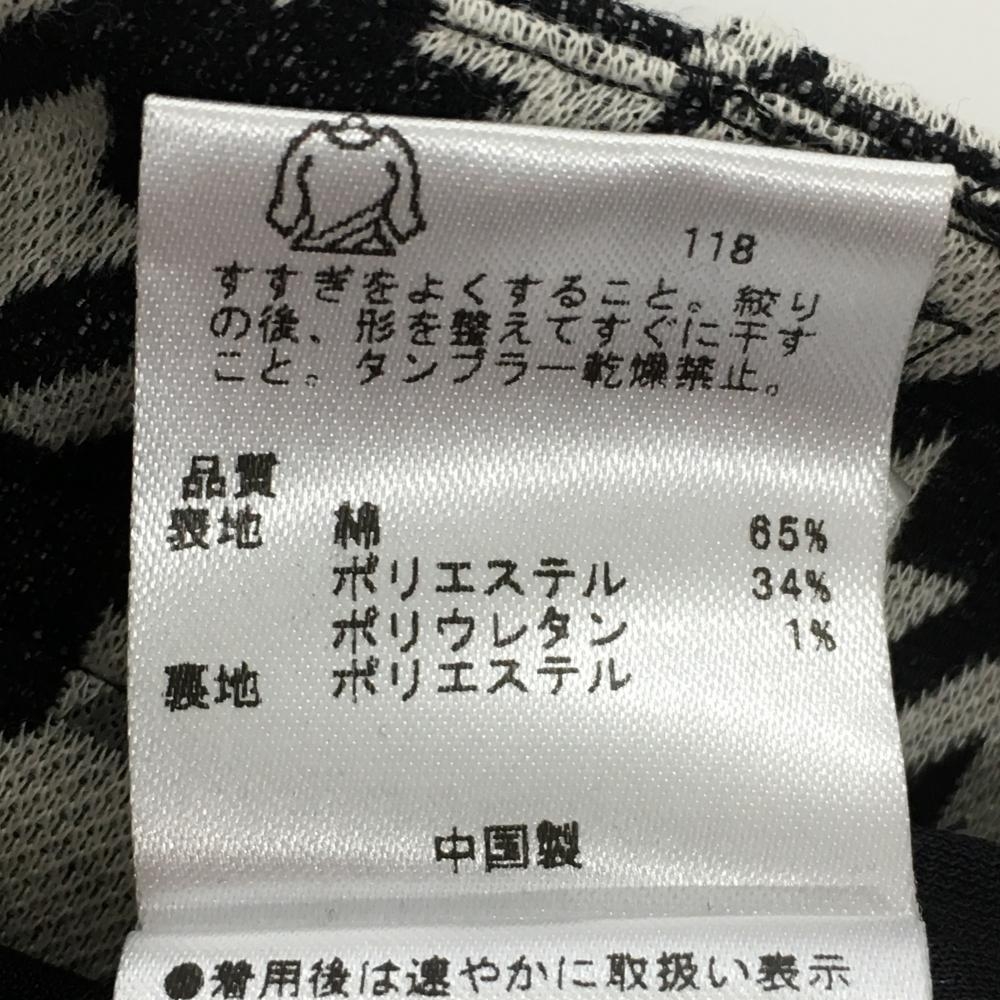 118
すすぎをよくすること。絞り
の後、形を整えてすぐに干す
こと。タンブラー乾燥禁止。
品質
表地 綿 65%
ポリエステル 34%
ポリウレタン 1%
裏地 ポリエステル
中国製
●着用後は速やかに取扱い表示